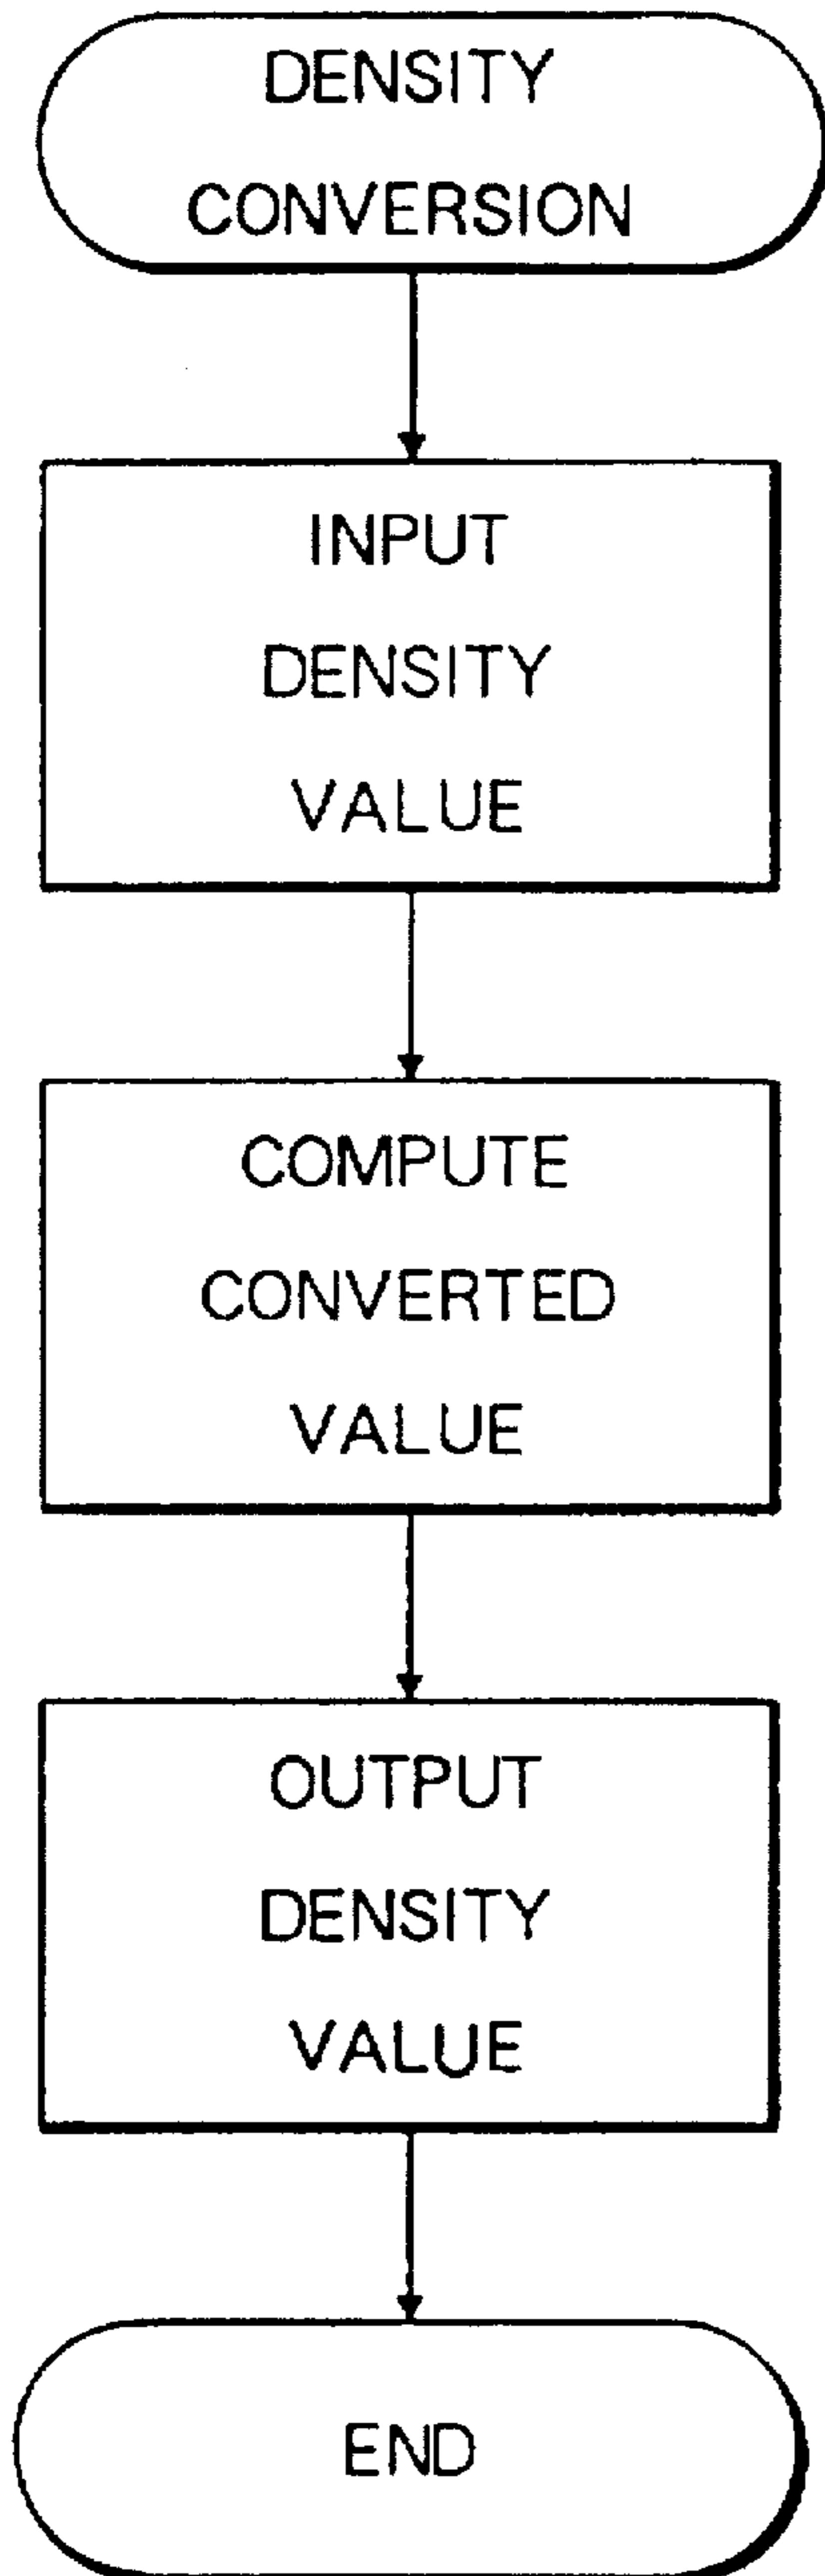 DENSITY
CONVERSION
INPUT
DENSITY
VALUE
COMPUTE
CONVERTED
VALUE
OUTPUT
DENSITY
VALUE
END